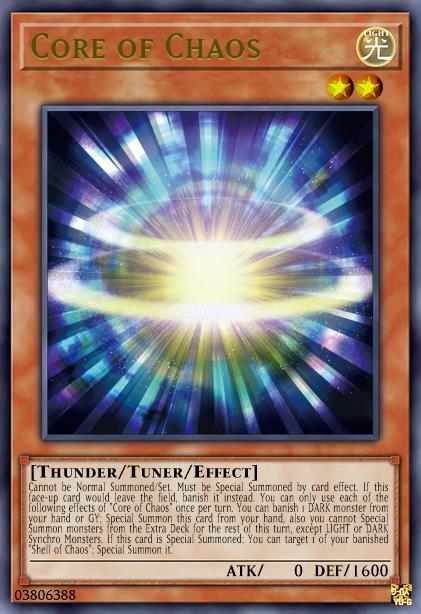 CORE OF CHAOS
LIGHT
光
[THUNDER/TUNER/EFFECT]
Cannot be Normal Summoned/Set. Must be Special Summoned by card effect. If this
face-up card would leave the field, banish it instead. You can only use each of the
following effects of "Core of Chaos" once per turn. You can banish 1 DARK monster from
your hand or GY; Special Summon this card from your hand, also you cannot Special
Summon monsters from the Extra Deck for the rest of this turn, except LIGHT or DARK
Synchro Monsters. If this card is Special Summoned: You can target 1 of your banished
"Shell of Chaos"; Special Summon it.
ATK/ 0 DEF/1600
03806388